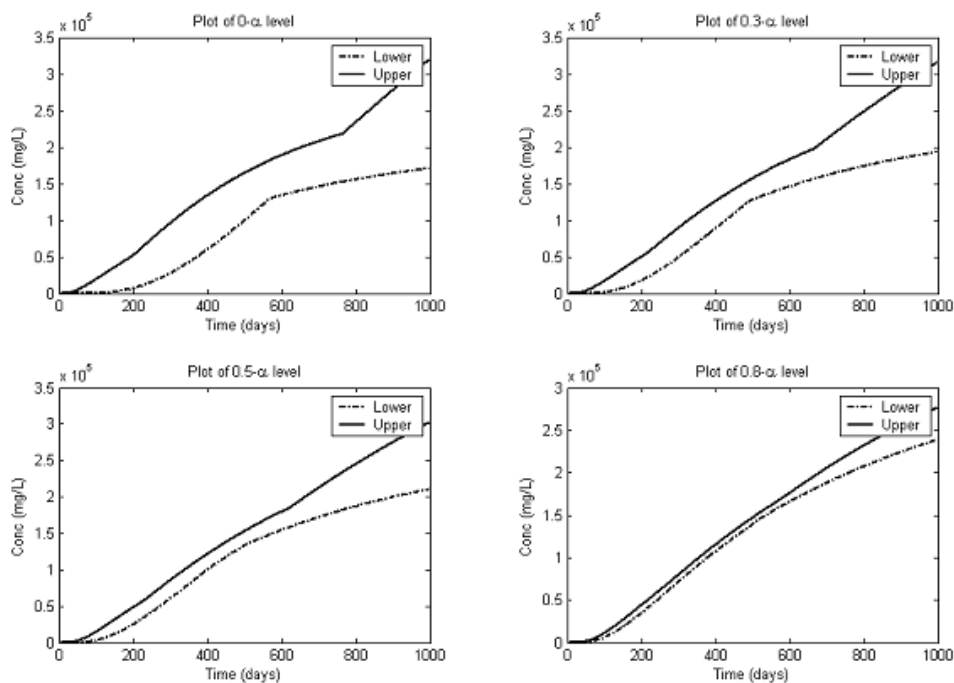 Plot of 0-α level
x 10^5
3.5
3
2.5
2
1.5
1
0.5
0
Conc (mg/L)
Lower
Upper
0 200 400 600 800 1000
Time (days)
Plot of 0.3-α level
x 10^5
3.5
3
2.5
2
1.5
1
0.5
0
Conc (mg/L)
Lower
Upper
0 200 400 600 800 1000
Time (days)
Plot of 0.5-α level
x 10^5
3.5
3
2.5
2
1.5
1
0.5
0
Conc (mg/L)
Lower
Upper
0 200 400 600 800 1000
Time (days)
Plot of 0.8-α level
x 10^5
3
2.5
2
1.5
1
0.5
0
Conc (mg/L)
Lower
Upper
0 200 400 600 800 1000
Time (days)